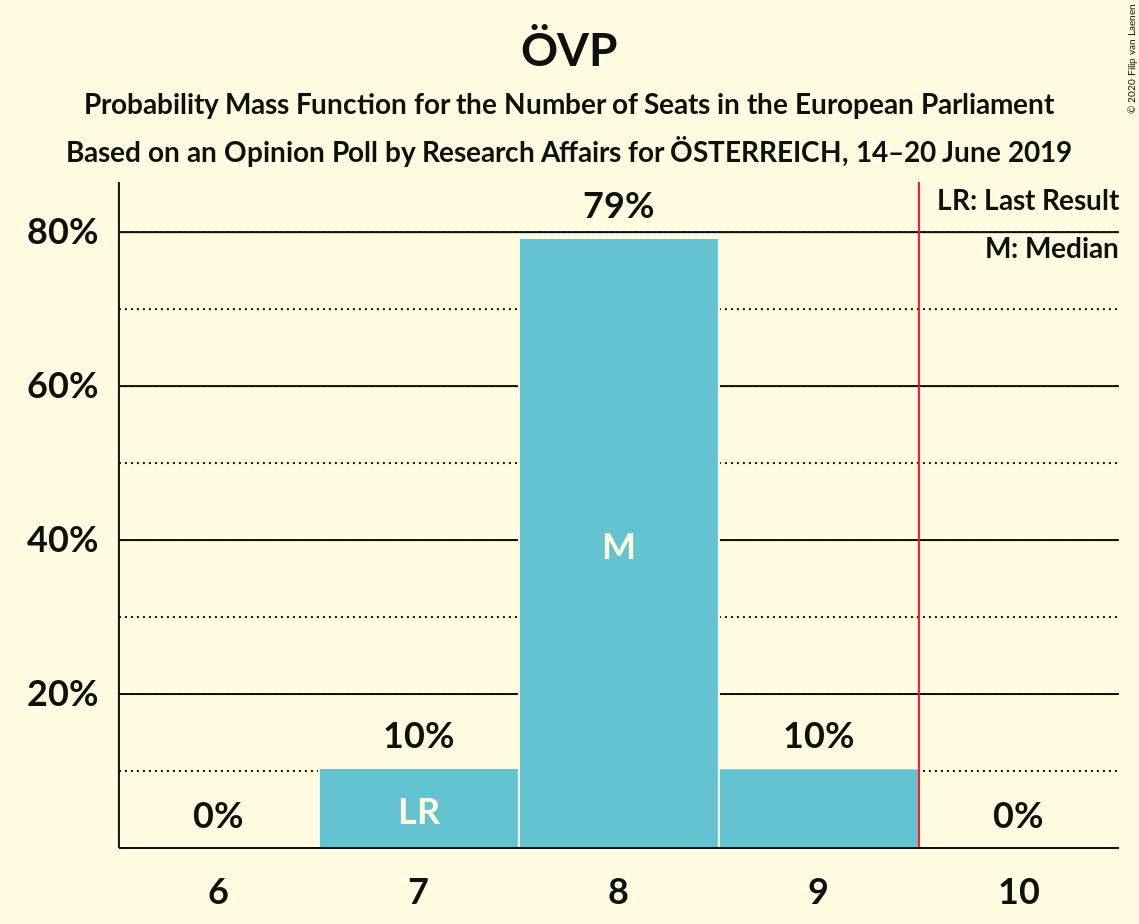 ÖVP
Probability Mass Function for the Number of Seats in the European Parliament
Based on an Opinion Poll by Research Affairs for ÖSTERREICH, 14–20 June 2019
© 2020 Filip van Laenen
LR: Last Result
M: Median
80%
60%
40%
20%
0%
10%
79%
10%
0%
LR
M
6
7
8
9
10